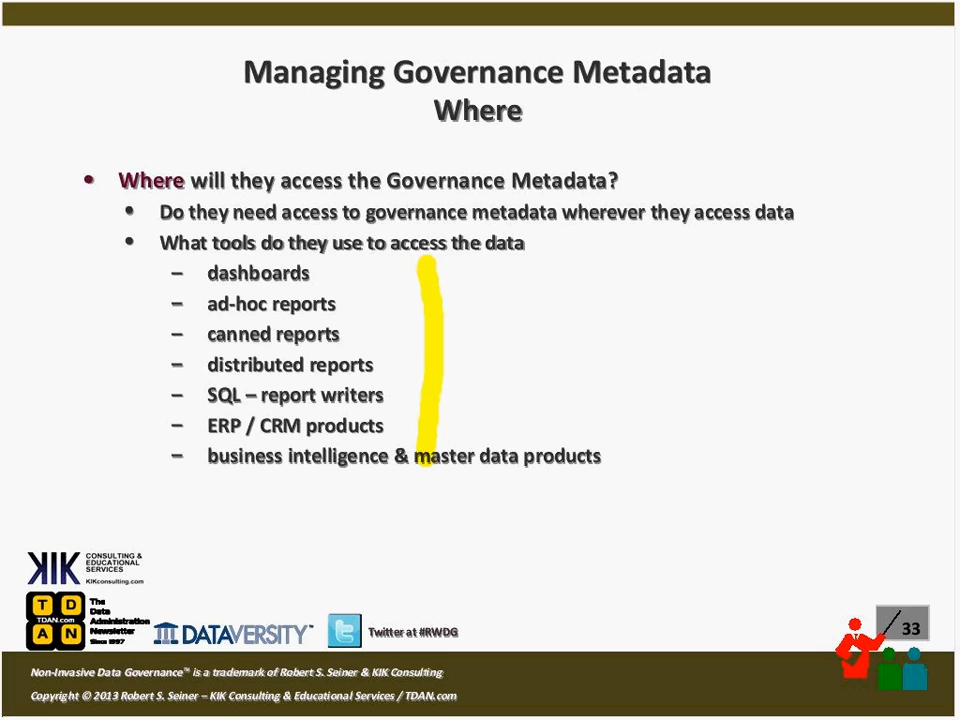 Managing Governance Metadata
Where
• Where will they access the Governance Metadata?
• Do they need access to governance metadata wherever they access data
• What tools do they use to access the data
– dashboards
– ad-hoc reports
– canned reports
– distributed reports
– SQL – report writers
– ERP / CRM products
– business intelligence & master data products
KIK CONSULTING &
EDUCATIONAL
SERVICES
KIKconsulting.com
T D
TDAN.com
A N
The
Data
Administration
Newsletter
Since 1997
DATAVERSITY™
Twitter at #RWDG
33
Non-Invasive Data Governance™ is a trademark of Robert S. Seiner & KIK Consulting
Copyright © 2013 Robert S. Seiner – KIK Consulting & Educational Services / TDAN.com